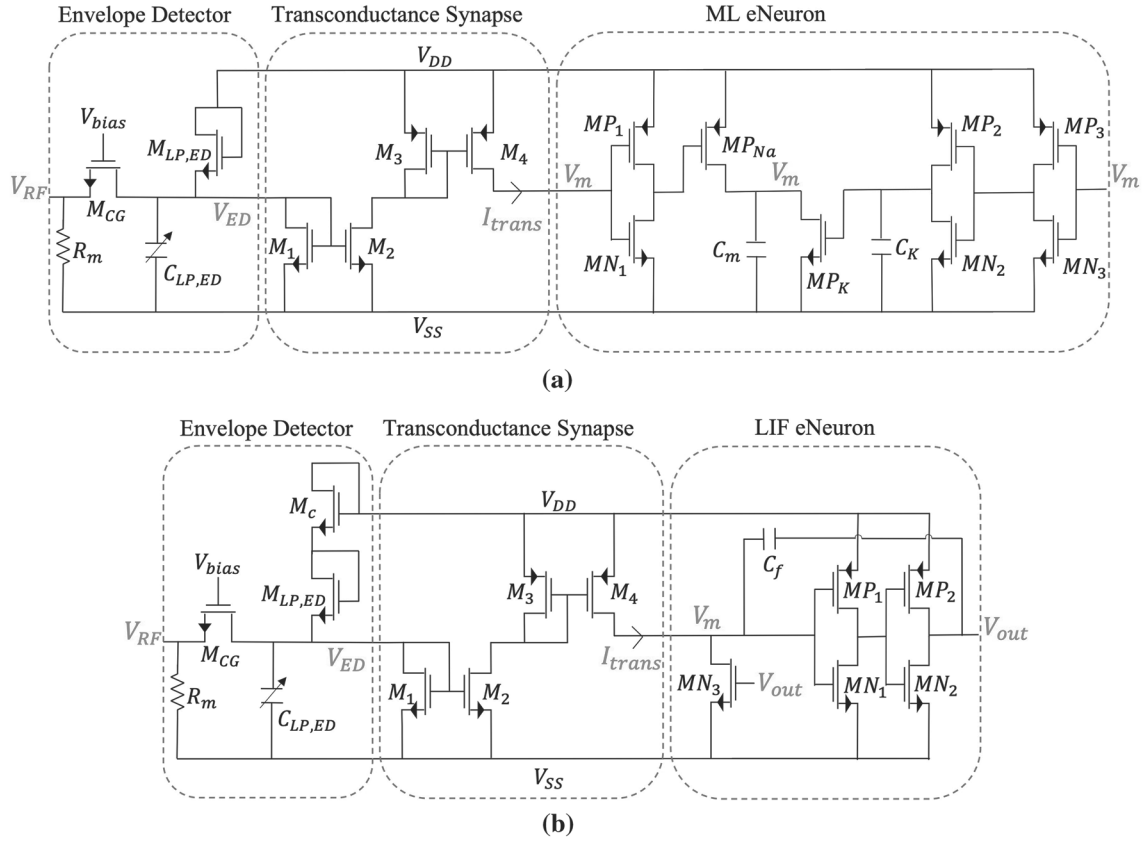 Envelope Detector
Transconductance Synapse
ML eNeuron
V_DD
V_bias
M_LP,ED
M_3
M_4
MP_1
MP_Na
MP_2
MP_3
V_RF
M_CG
V_ED
I_trans
V_m
V_m
V_m
R_m
C_LP,ED
M_1
M_2
MN_1
C_m
MP_K
C_K
MN_2
MN_3
V_SS
(a)
Envelope Detector
Transconductance Synapse
LIF eNeuron
M_c
V_DD
C_f
V_bias
M_LP,ED
M_3
M_4
MP_1
MP_2
V_RF
M_CG
V_ED
I_trans
V_m
V_out
R_m
C_LP,ED
M_1
M_2
MN_3
V_out
MN_1
MN_2
V_SS
(b)